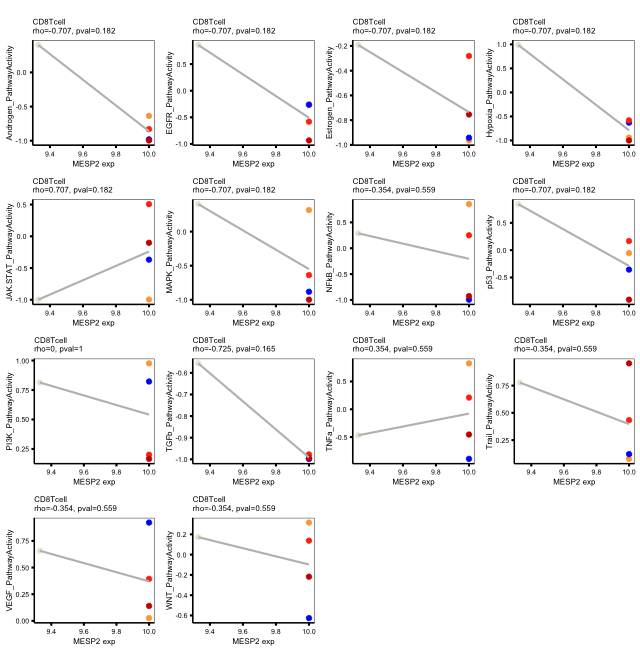 CD8Tcell
rho=-0.707, pval=0.182
Androgen_PathwayActivity
0.0
-0.5
-1.0
9.4
9.6
9.8
10.0
MESP2 exp
CD8Tcell
rho=-0.707, pval=0.182
EGFR_PathwayActivity
0.5
0.0
-0.5
-1.0
9.4
9.6
9.8
10.0
MESP2 exp
CD8Tcell
rho=-0.707, pval=0.182
Estrogen_PathwayActivity
-0.2
-0.4
-0.6
-0.8
-1.0
9.4
9.6
9.8
10.0
MESP2 exp
CD8Tcell
rho=-0.707, pval=0.182
Hypoxia_PathwayActivity
1.0
0.5
0.0
-0.5
-1.0
9.4
9.6
9.8
10.0
MESP2 exp
CD8Tcell
rho=0.707, pval=0.182
JAK.STAT_PathwayActivity
0.5
0.0
-0.5
-1.0
9.4
9.6
9.8
10.0
MESP2 exp
CD8Tcell
rho=-0.707, pval=0.182
MAPK_PathwayActivity
0.0
-0.5
-1.0
9.4
9.6
9.8
10.0
MESP2 exp
CD8Tcell
rho=-0.354, pval=0.559
NFkB_PathwayActivity
0.5
0.0
-0.5
-1.0
9.4
9.6
9.8
10.0
MESP2 exp
CD8Tcell
rho=-0.707, pval=0.182
p53_PathwayActivity
0.5
0.0
-0.5
9.4
9.6
9.8
10.0
MESP2 exp
CD8Tcell
rho=0, pval=1
PI3K_PathwayActivity
1.00
0.75
0.50
0.25
9.4
9.6
9.8
10.0
MESP2 exp
CD8Tcell
rho=-0.725, pval=0.165
TGFb_PathwayActivity
-0.6
-0.7
-0.8
-0.9
-1.0
9.4
9.6
9.8
10.0
MESP2 exp
CD8Tcell
rho=0.354, pval=0.559
TNFa_PathwayActivity
0.5
0.0
-0.5
9.4
9.6
9.8
10.0
MESP2 exp
CD8Tcell
rho=-0.354, pval=0.559
Trail_PathwayActivity
0.75
0.50
0.25
9.4
9.6
9.8
10.0
MESP2 exp
CD8Tcell
rho=-0.354, pval=0.559
VEGF_PathwayActivity
0.75
0.50
0.25
0.00
9.4
9.6
9.8
10.0
MESP2 exp
CD8Tcell
rho=-0.354, pval=0.559
WNT_PathwayActivity
0.2
0.0
-0.2
-0.4
-0.6
9.4
9.6
9.8
10.0
MESP2 exp